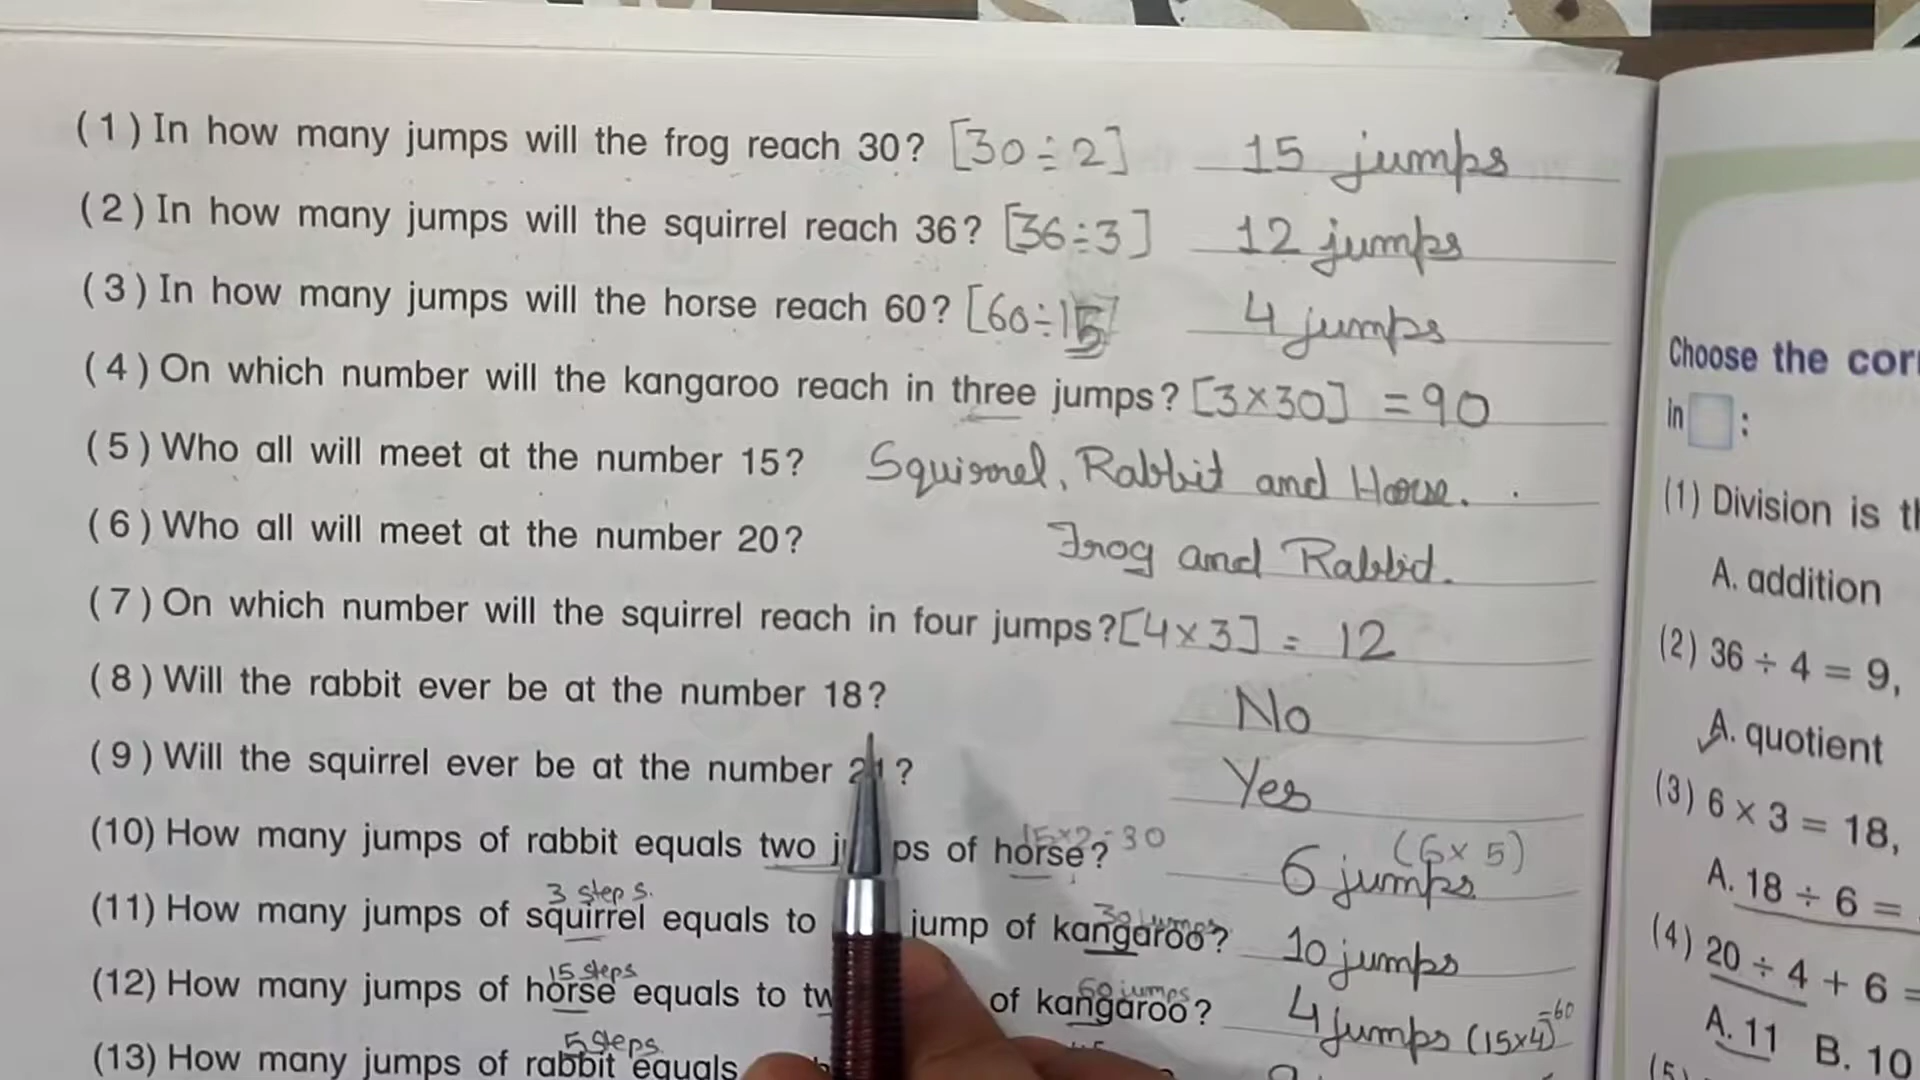 (1) In how many jumps will the frog reach 30? [30 ÷ 2] 15 jumps
(2) In how many jumps will the squirrel reach 36? [36÷3] 12 jumps
(3) In how many jumps will the horse reach 60? [60÷15] 4 jumps
(4) On which number will the kangaroo reach in three jumps? [3×30] = 90
(5) Who all will meet at the number 15? Squirrel, Rabbit and Horse.
(6) Who all will meet at the number 20? Frog and Rabbit.
(7) On which number will the squirrel reach in four jumps? [4×3] = 12
(8) Will the rabbit ever be at the number 18? No
(9) Will the squirrel ever be at the number 21? Yes
15×2=30 (6×5)
(10) How many jumps of rabbit equals two jumps of horse? 6 jumps
3 steps. 30 jumps
(11) How many jumps of squirrel equals to jump of kangaroo? 10 jumps
15 steps 60 jumps
(12) How many jumps of horse equals to of kangaroo? 4 jumps (15×4) =60
5 steps
(13) How many jumps of rabbit equals
Choose the
in :
(1) Division is
A. addition
(2) 36 ÷ 4 = 9,
A. quotient
(3) 6 × 3 = 18,
A. 18 ÷ 6 =
(4) 20 ÷ 4 + 6 =
A. 11 B. 10